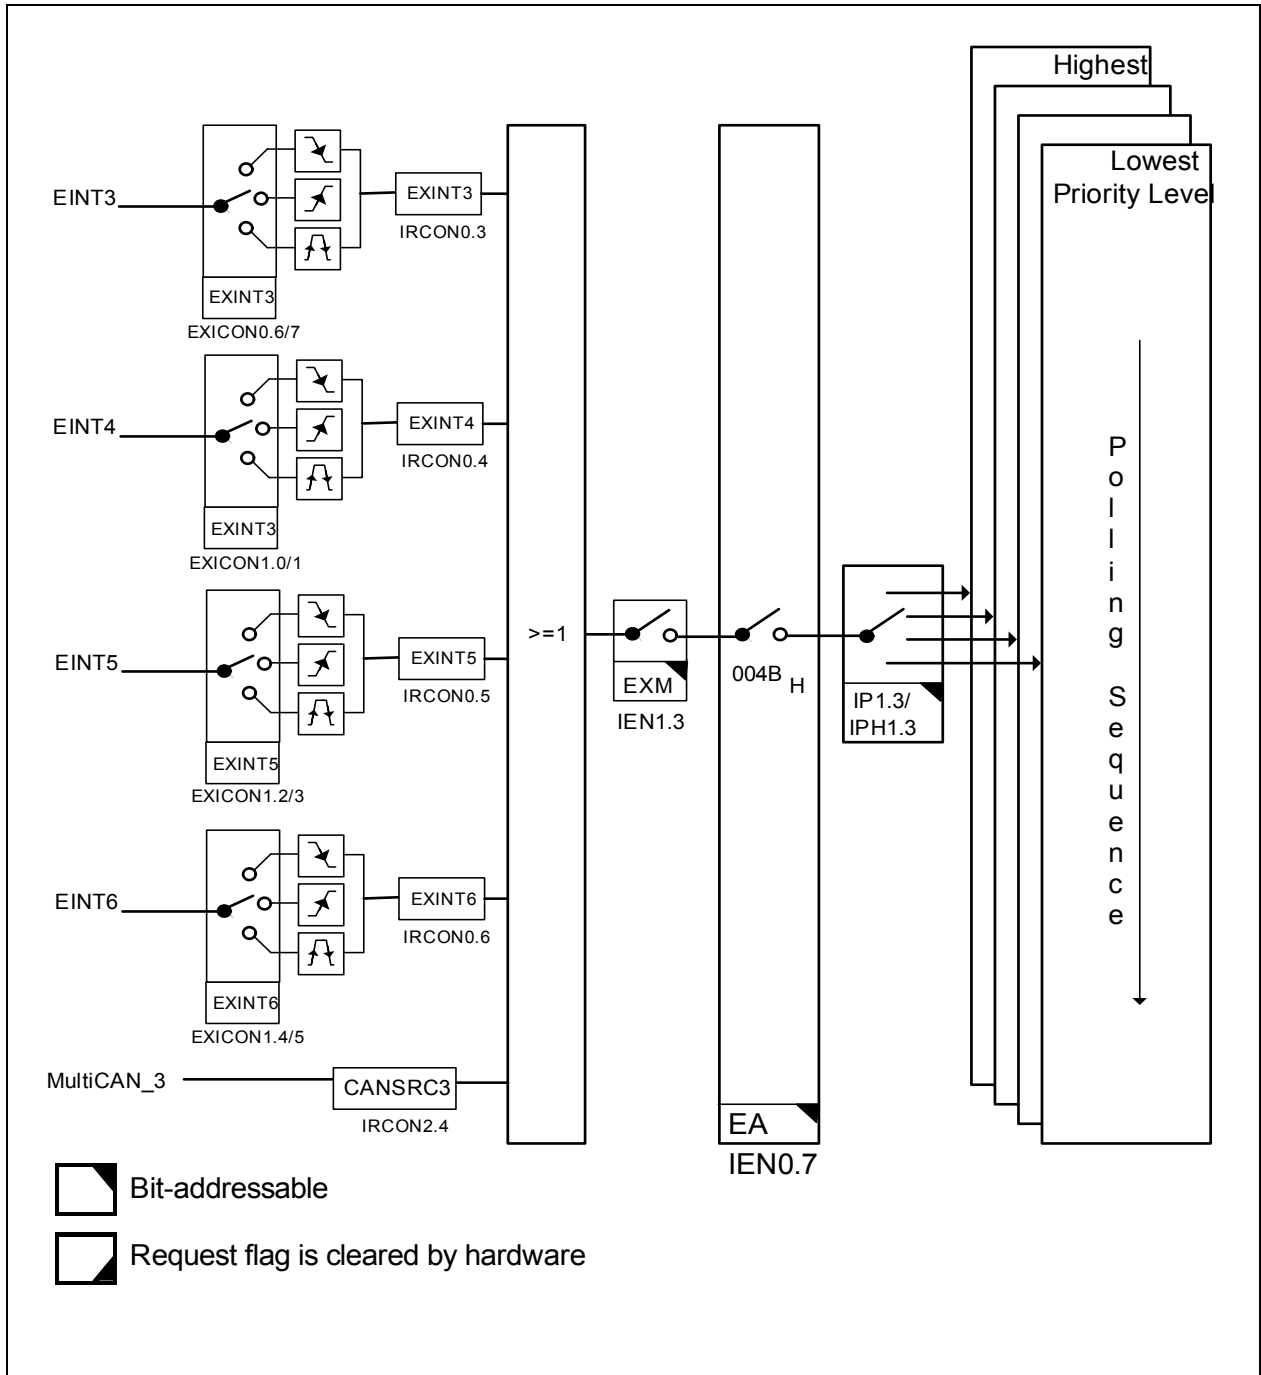 Highest
Lowest
Priority Level
EINT3
EXINT3
IRCON0.3
EXINT3
EXICON0.6/7
EINT4
EXINT4
IRCON0.4
EXINT3
EXICON1.0/1
EINT5
EXINT5
IRCON0.5
EXINT5
EXICON1.2/3
EINT6
EXINT6
IRCON0.6
EXINT6
EXICON1.4/5
MultiCAN_3
CANSRC3
IRCON2.4
>=1
EXM
IEN1.3
004B H
EA
IEN0.7
IP1.3/
IPH1.3
Polling Sequence
Bit-addressable
Request flag is cleared by hardware